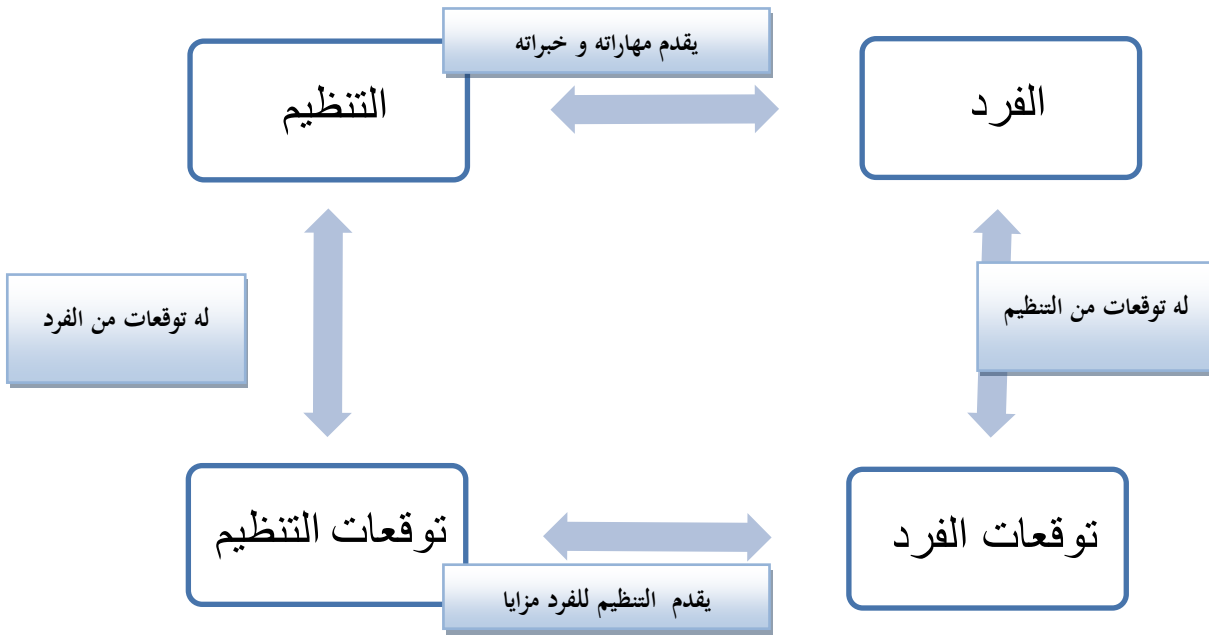 يقدم مهاراته و خبراته
الفرد
التنظيم
له توقعات من التنظيم
له توقعات من الفرد
توقعات الفرد
توقعات التنظيم
يقدم التنظيم للفرد مزايا